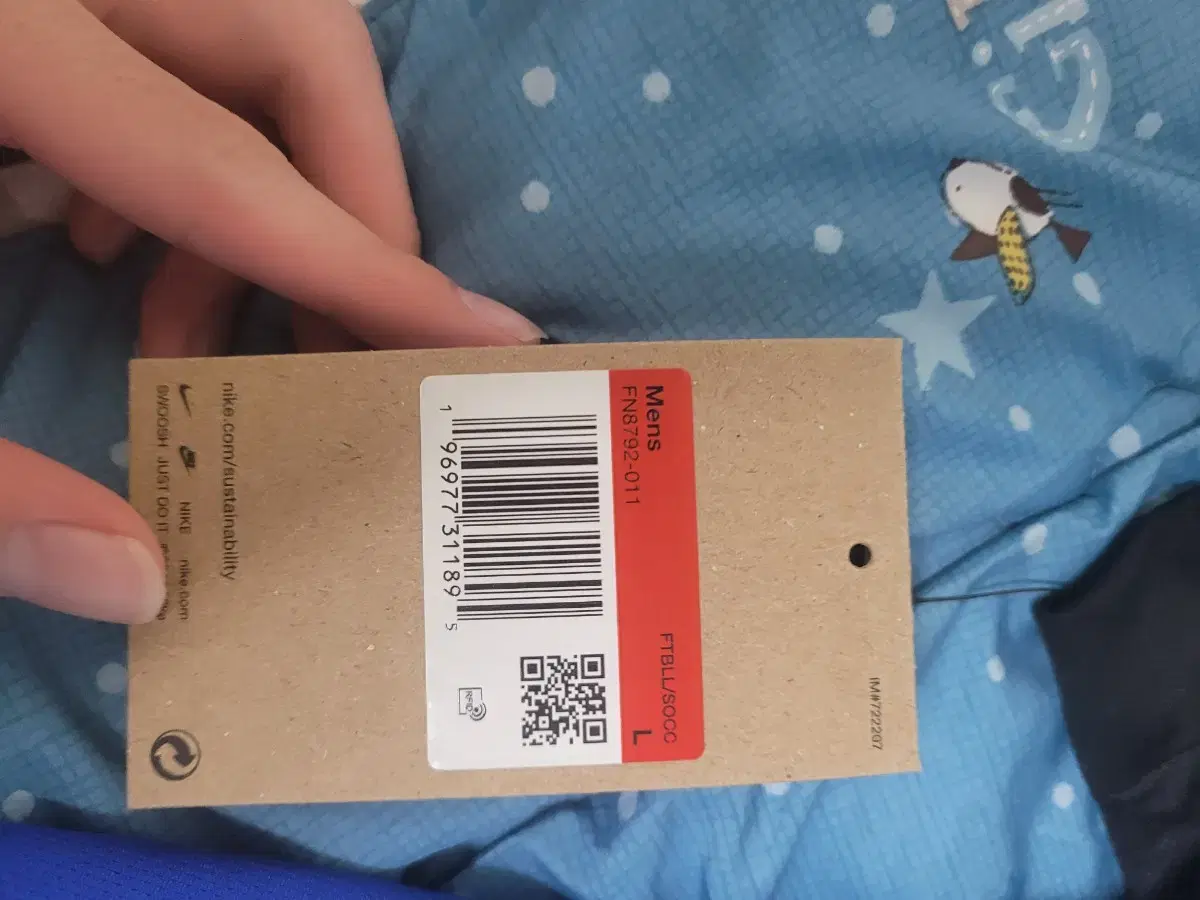 IM#722207
Mens
FN8792-011
FTBLL/SOCC
L
1 96977 31189 5
RFID
nike.com/sustainability
NIKE nike.com
SWOOSH JUST DO IT
G